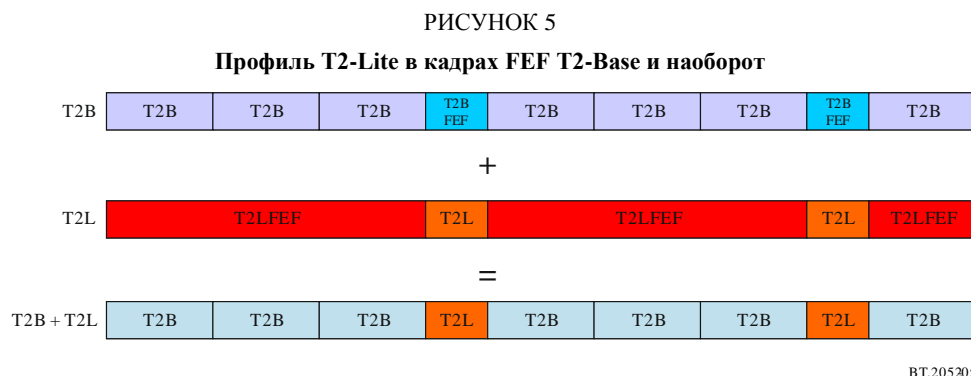 РИСУНОК 5
Профиль T2-Lite в кадрах FEF T2-Base и наоборот
T2B T2B T2B T2B T2B FEF T2B T2B T2B T2B FEF T2B
+
T2L T2LFEF T2L T2LFEF T2L T2LFEF
=
T2B + T2L T2B T2B T2B T2L T2B T2B T2B T2L T2B